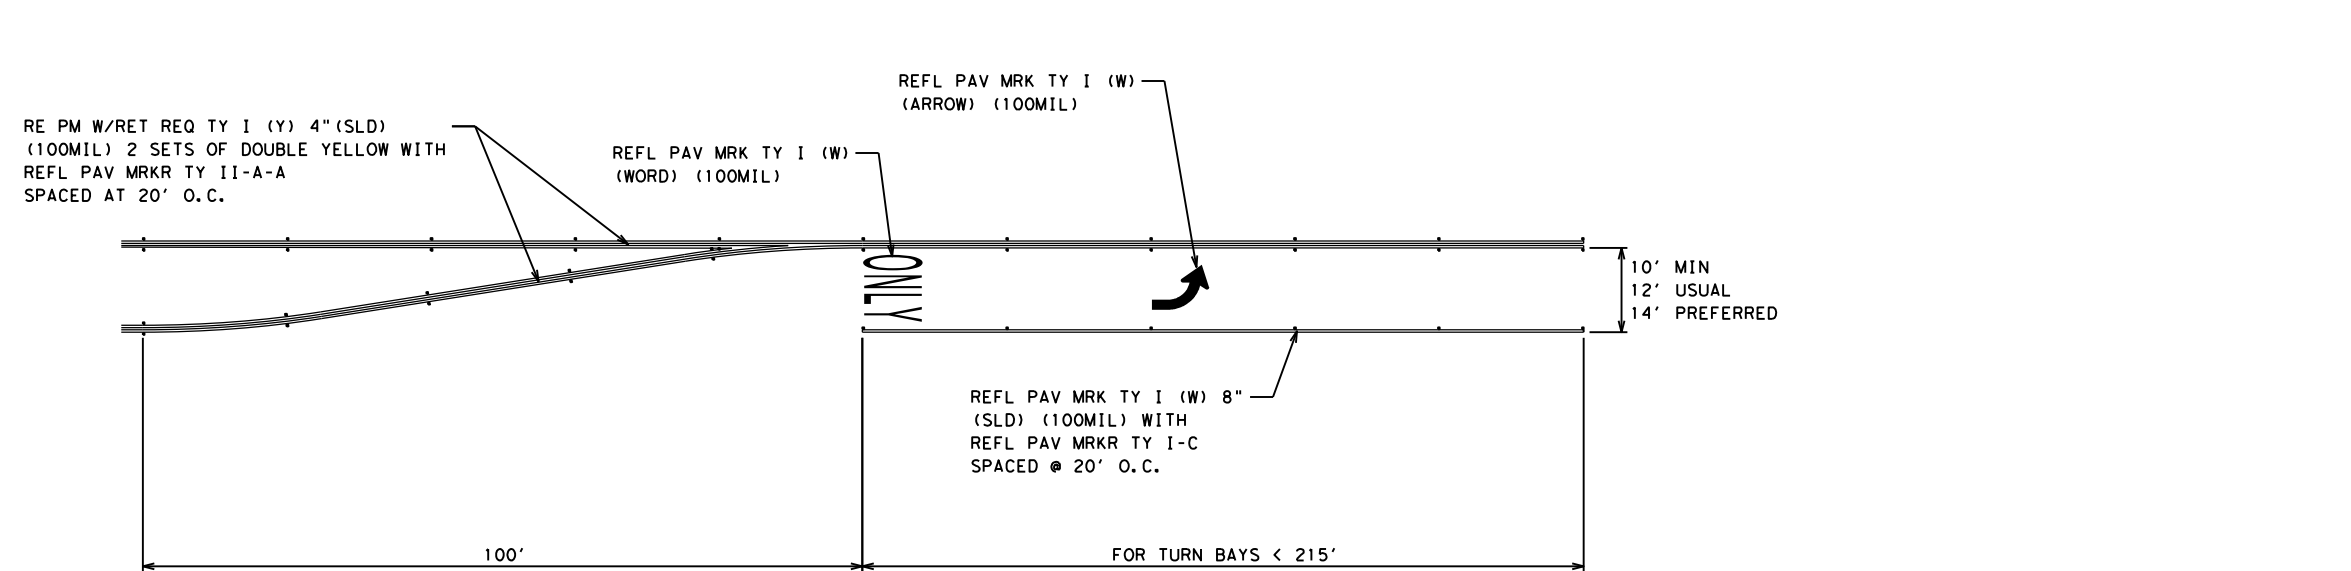 REFL PAV MRK TY I (W)
(ARROW) (100MIL)
RE PM W/RET REQ TY I (Y) 4"(SLD)
(100MIL) 2 SETS OF DOUBLE YELLOW WITH
REFL PAV MRKR TY II-A-A
SPACED AT 20' O.C.
REFL PAV MRK TY I (W)
(WORD) (100MIL)
ONLY
10' MIN
12' USUAL
14' PREFERRED
REFL PAV MRK TY I (W) 8"
(SLD) (100MIL) WITH
REFL PAV MRKR TY I-C
SPACED @ 20' O.C.
100'
FOR TURN BAYS < 215'